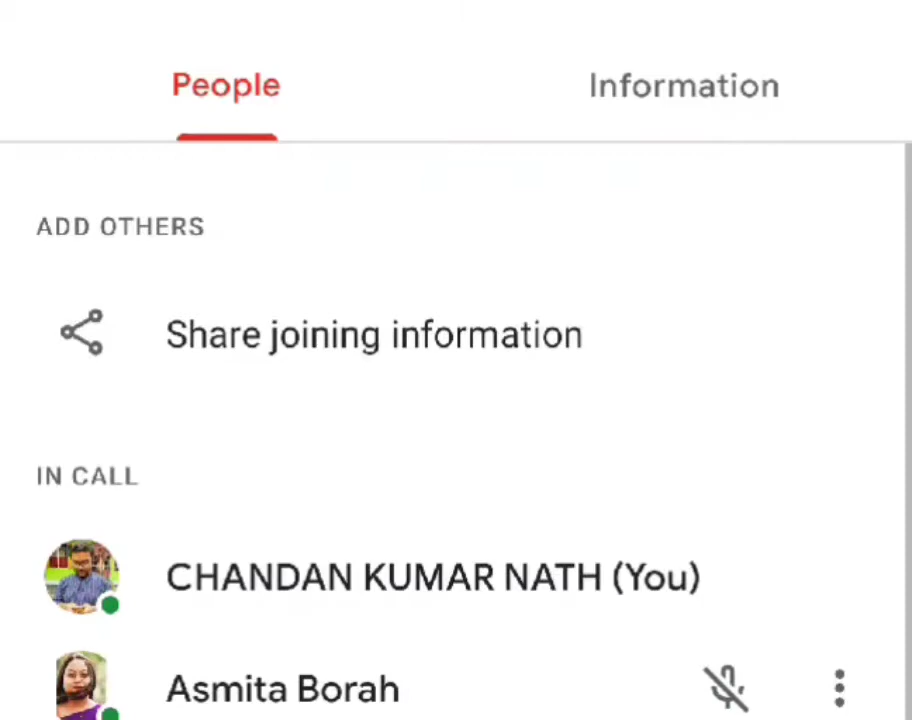 People
Information
ADD OTHERS
Share joining information
IN CALL
CHANDAN KUMAR NATH (You)
Asmita Borah